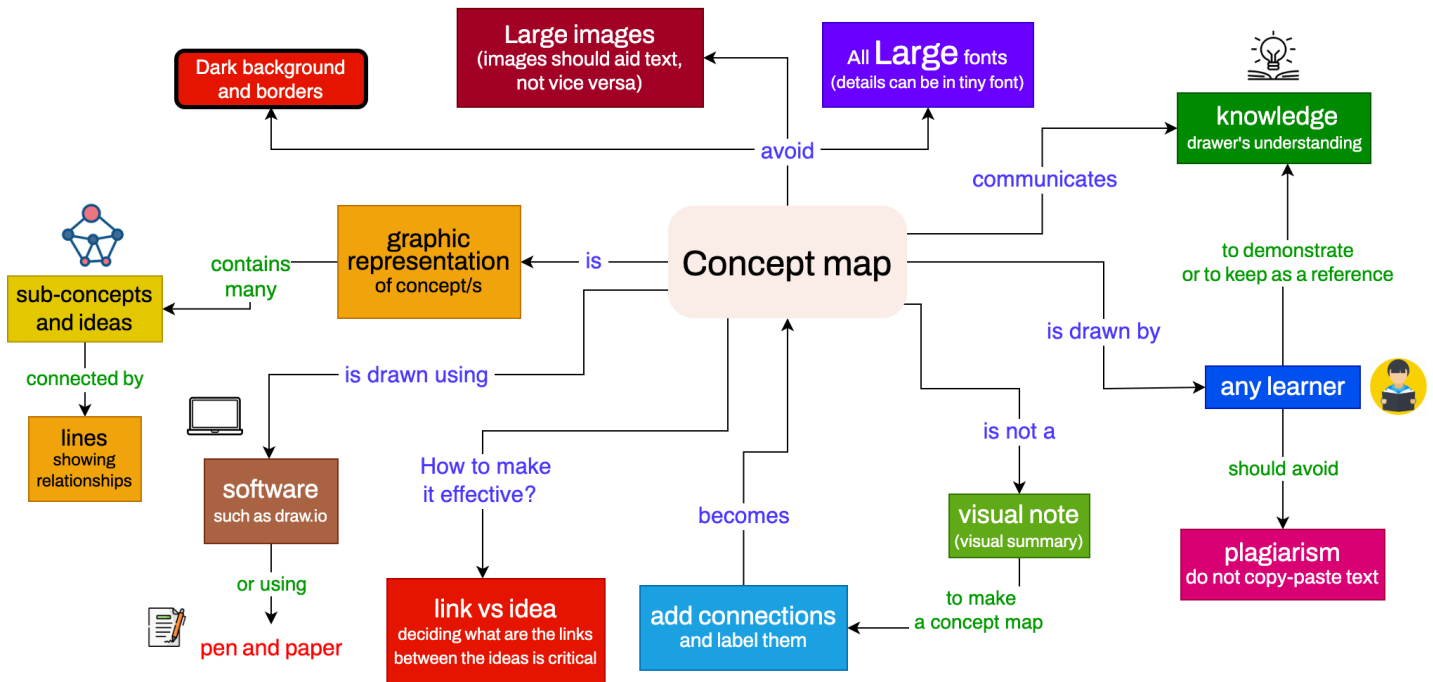 Large images
(images should aid text,
not vice versa)
All Large fonts
(details can be in tiny font)
Dark background
and borders
avoid
knowledge
drawer's understanding
communicates
Concept map
is
graphic
representation
of concept/s
contains
many
sub-concepts
and ideas
connected by
lines
showing
relationships
is drawn using
software
such as draw.io
or using
pen and paper
How to make
it effective?
link vs idea
deciding what are the links
between the ideas is critical
becomes
add connections
and label them
to make
a concept map
visual note
(visual summary)
is not a
is drawn by
any learner
to demonstrate
or to keep as a reference
should avoid
plagiarism
do not copy-paste text